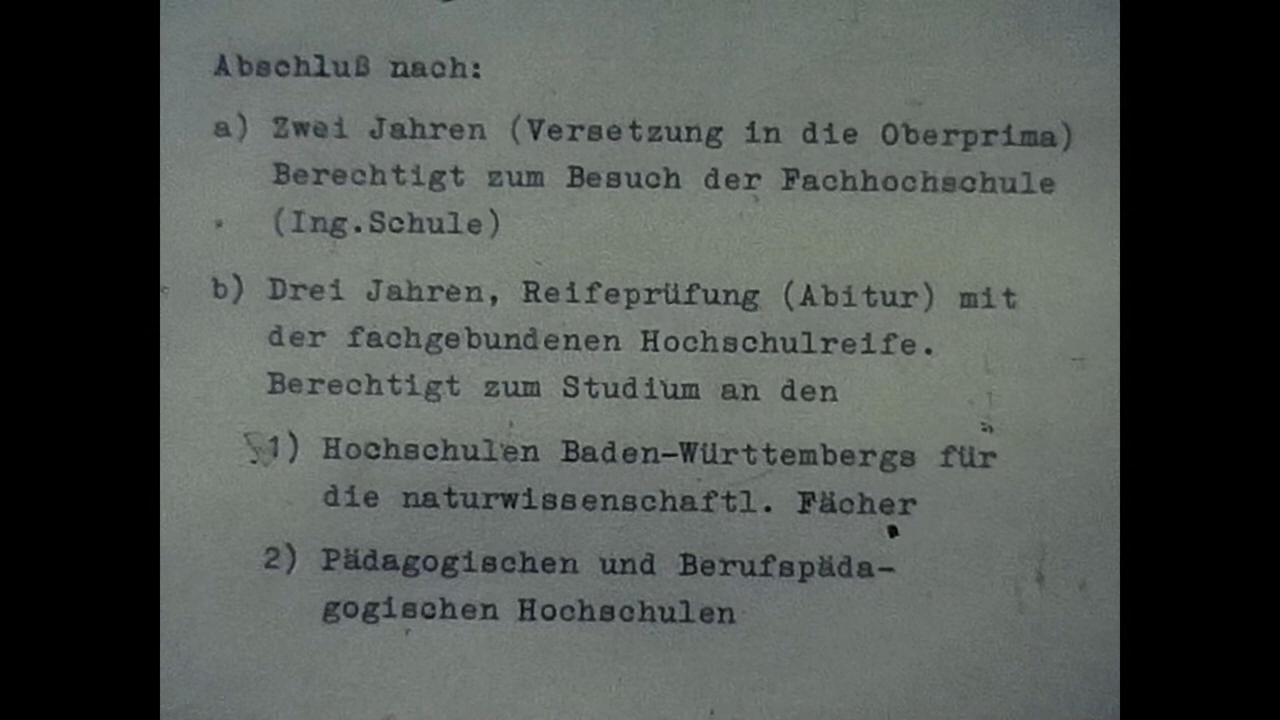 Abschluß nach:
a) Zwei Jahren (Versetzung in die Oberprima)
Berechtigt zum Besuch der Fachhochschule
(Ing.Schule)
b) Drei Jahren, Reifeprüfung (Abitur) mit
der fachgebundenen Hochschulreife.
Berechtigt zum Studium an den
1) Hochschulen Baden-Württembergs für
die naturwissenschaftl. Fächer
2) Pädagogischen und Berufspäda-
gogischen Hochschulen